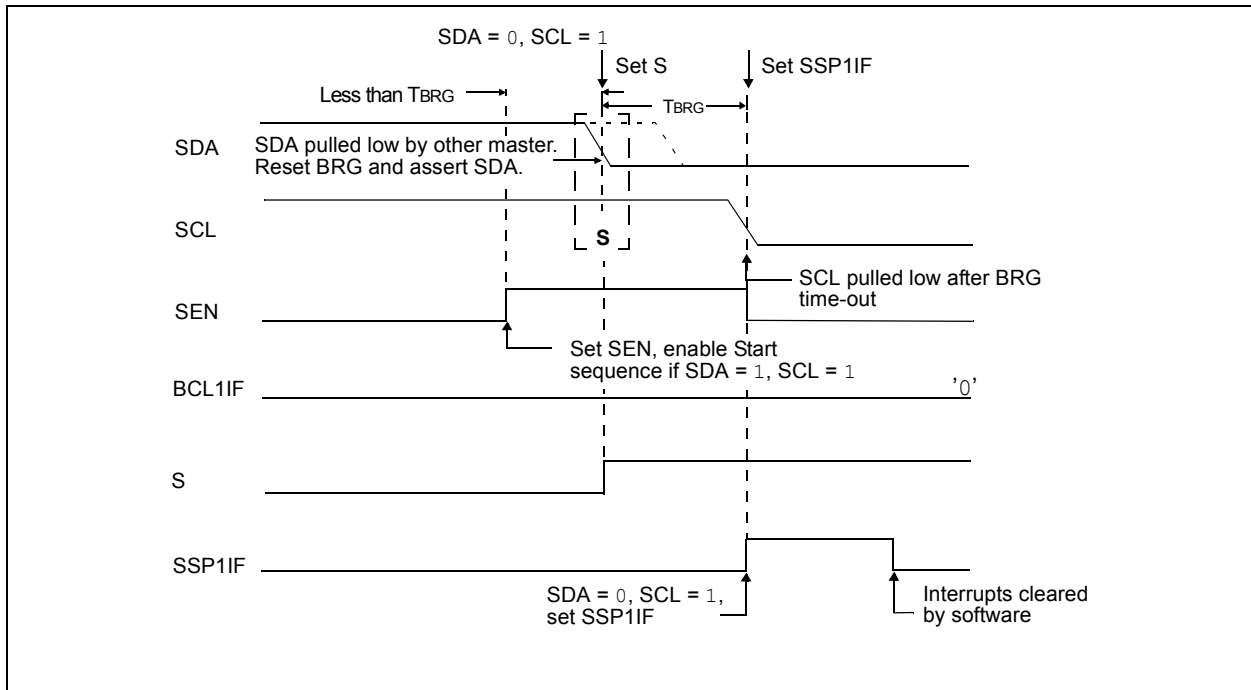 SDA = 0, SCL = 1
Set S
Set SSP1IF
Less than TBRG
TBRG
SDA
SDA pulled low by other master.
Reset BRG and assert SDA.
SCL
S
SCL pulled low after BRG
time-out
SEN
Set SEN, enable Start
sequence if SDA = 1, SCL = 1
BCL1IF
'0'
S
SSP1IF
SDA = 0, SCL = 1,
set SSP1IF
Interrupts cleared
by software